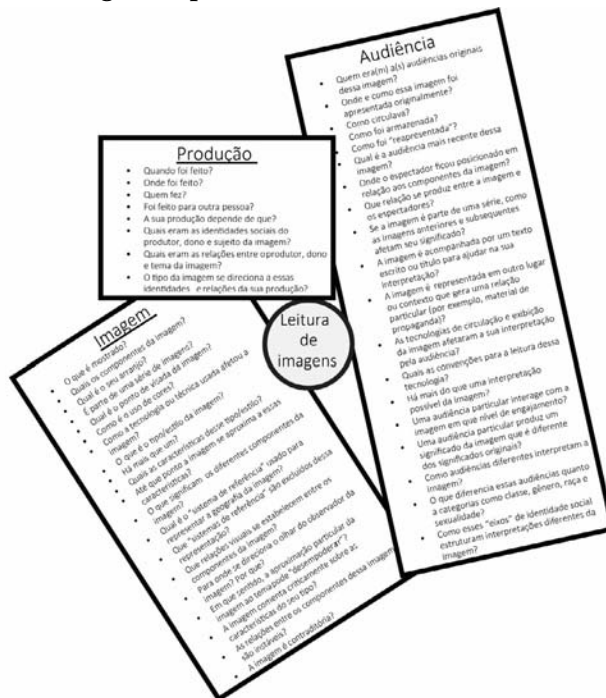 Produção
Quando foi feito?
Onde foi feito?
Quem fez?
Foi feito para outra pessoa?
A sua produção depende de que?
Quais eram as identidades sociais do
produtor, dono e sujeito da imagem?
Quais eram as relações entre oprodutor, dono
e tema da imagem?
O tipo da imagem se direciona a essas
identidades e relações da sua produção?
Leitura
de
imagens
Imagem
O que é mostrado?
Quais os componentes da imagem?
Qual é o seu arranjo?
É parte de uma série de imagens?
Qual é o ponto de visada da imagem?
Como é o uso de cores?
Como a tecnologia ou técnica usada afetou a
imagem?
O que é o tipo/estilo da imagem?
Há mais que um?
Quais as características desse tipo/estilo?
Até que ponto a imagem se aproxima a essas
características?
O que significam os diferentes componentes da
imagem?
Qual é o "sistema de referência" usado para
representar a geografia da imagem?
Que "sistemas de referência" são excluídos dessa
representação?
Que relações visuais se estabelecem entre os
componentes da imagem?
Para onde se direciona o olhar do observador da
imagem? Por que?
Em que sentido, a aproximação particular da
imagem ao tema pode "desempoderar"?
A imagem comenta criticamente sobre as
características do seu tipo?
As relações entre os componentes dessa imagem
são instáveis?
A imagem é contraditória?
Audiência
Quem era(m) a(s) audiências originais
dessa imagem?
Onde e como essa imagem foi
apresentada originalmente?
Como circulava?
Como foi armarenada?
Como foi "reapresentada"?
Qual é a audiência mais recente dessa
imagem?
Onde o espectador ficou posicionado em
relação aos componentes da imagem?
Que relação se produz entre a imagem e
os espectadores?
Se a imagem é parte de uma série, como
as imagens anteriores e subsequentes
afetam seu significado?
A imagem é acompanhada por um texto
escrito ou título para ajudar na sua
interpretação?
A imagem é representada em outro lugar
ou contexto que gera uma relação
particular (por exemplo, material de
propaganda)?
As tecnologias de circulação e exibição
da imagem afetaram a sua interpretação
pela audiência?
Quais as convenções para a leitura dessa
tecnologia?
Há mais do que uma interpretação
possível da imagem?
Uma audiência particular interage com a
imagem em que nível de engajamento?
Uma audiência particular produz um
significado da imagem que é diferente
dos significados originais?
Como audiências diferentes interpretam a
imagem?
O que diferencia essas audiências quanto
a categorias como classe, gênero, raça e
sexualidade?
Como esses "eixos" de identidade social
estruturam interpretações diferentes da
imagem?